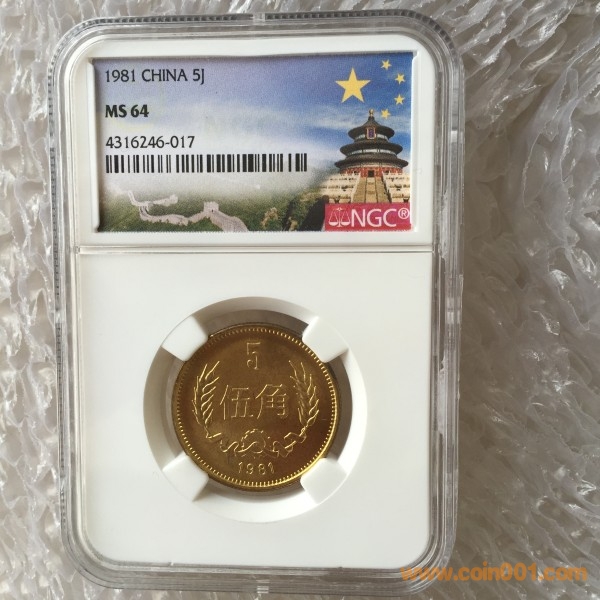 1981 CHINA 5J
MS 64
4316246-017
NGC®
5
伍角
1981
www.coin001.com